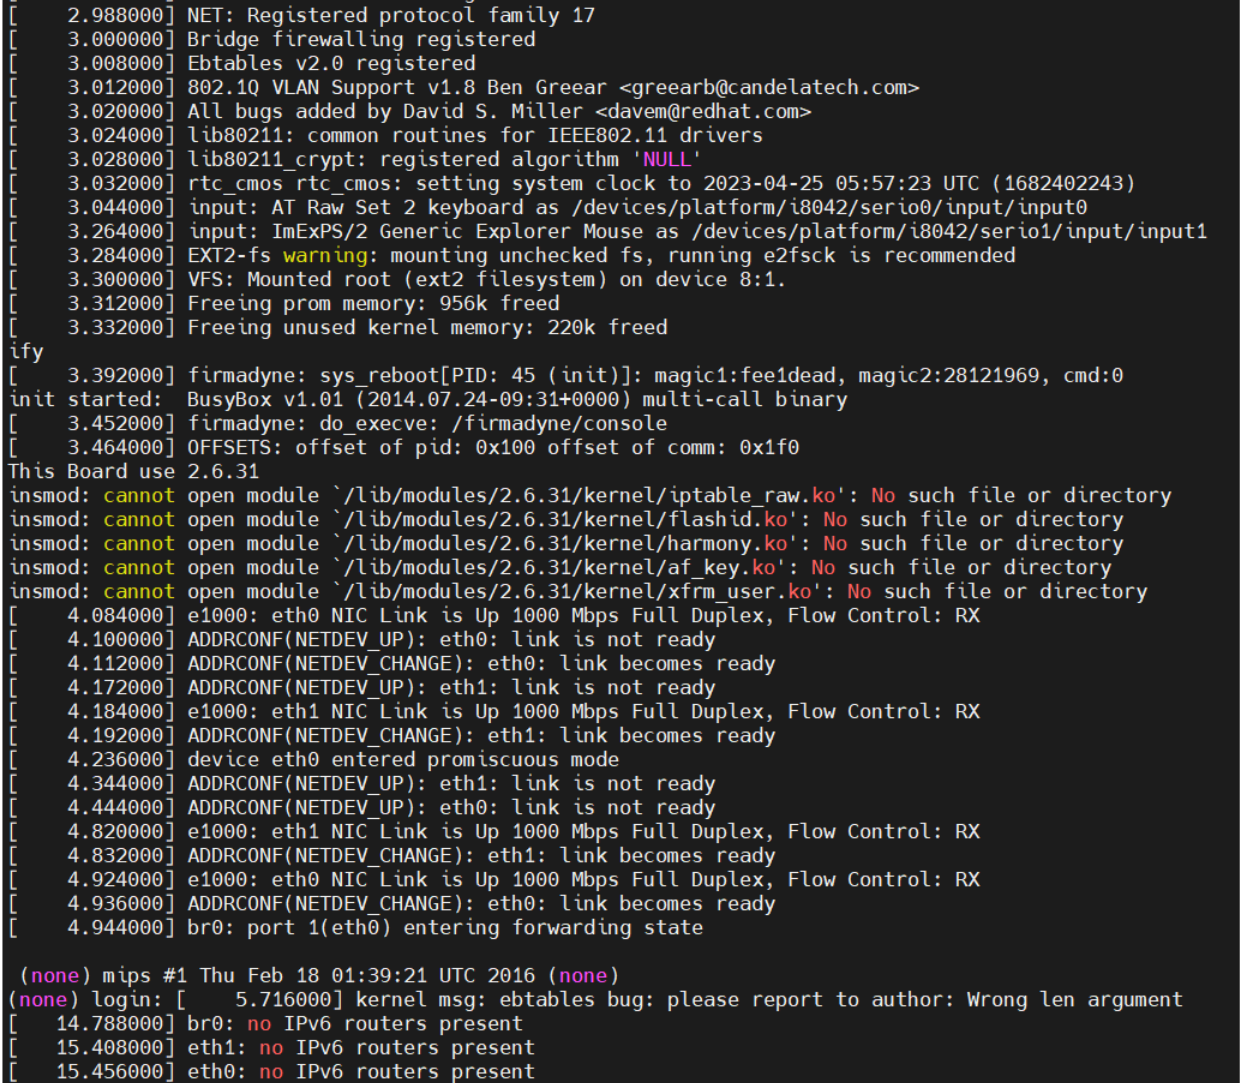 [    2.988000] NET: Registered protocol family 17
[    3.000000] Bridge firewalling registered
[    3.008000] Ebtables v2.0 registered
[    3.012000] 802.1Q VLAN Support v1.8 Ben Greear <greearb@candelatech.com>
[    3.020000] All bugs added by David S. Miller <davem@redhat.com>
[    3.024000] lib80211: common routines for IEEE802.11 drivers
[    3.028000] lib80211_crypt: registered algorithm 'NULL'
[    3.032000] rtc_cmos rtc_cmos: setting system clock to 2023-04-25 05:57:23 UTC (1682402243)
[    3.044000] input: AT Raw Set 2 keyboard as /devices/platform/i8042/serio0/input/input0
[    3.264000] input: ImExPS/2 Generic Explorer Mouse as /devices/platform/i8042/serio1/input/input1
[    3.284000] EXT2-fs warning: mounting unchecked fs, running e2fsck is recommended
[    3.300000] VFS: Mounted root (ext2 filesystem) on device 8:1.
[    3.312000] Freeing prom memory: 956k freed
[    3.332000] Freeing unused kernel memory: 220k freed
ify
[    3.392000] firmadyne: sys_reboot[PID: 45 (init)]: magic1:fee1dead, magic2:28121969, cmd:0
init started:  BusyBox v1.01 (2014.07.24-09:31+0000) multi-call binary
[    3.452000] firmadyne: do_execve: /firmadyne/console
[    3.464000] OFFSETS: offset of pid: 0x100 offset of comm: 0x1f0
This Board use 2.6.31
insmod: cannot open module `/lib/modules/2.6.31/kernel/iptable_raw.ko': No such file or directory
insmod: cannot open module `/lib/modules/2.6.31/kernel/flashid.ko': No such file or directory
insmod: cannot open module `/lib/modules/2.6.31/kernel/harmony.ko': No such file or directory
insmod: cannot open module `/lib/modules/2.6.31/kernel/af_key.ko': No such file or directory
insmod: cannot open module `/lib/modules/2.6.31/kernel/xfrm_user.ko': No such file or directory
[    4.084000] e1000: eth0 NIC Link is Up 1000 Mbps Full Duplex, Flow Control: RX
[    4.100000] ADDRCONF(NETDEV_UP): eth0: link is not ready
[    4.112000] ADDRCONF(NETDEV_CHANGE): eth0: link becomes ready
[    4.172000] ADDRCONF(NETDEV_UP): eth1: link is not ready
[    4.184000] e1000: eth1 NIC Link is Up 1000 Mbps Full Duplex, Flow Control: RX
[    4.192000] ADDRCONF(NETDEV_CHANGE): eth1: link becomes ready
[    4.236000] device eth0 entered promiscuous mode
[    4.344000] ADDRCONF(NETDEV_UP): eth1: link is not ready
[    4.444000] ADDRCONF(NETDEV_UP): eth0: link is not ready
[    4.820000] e1000: eth1 NIC Link is Up 1000 Mbps Full Duplex, Flow Control: RX
[    4.832000] ADDRCONF(NETDEV_CHANGE): eth1: link becomes ready
[    4.924000] e1000: eth0 NIC Link is Up 1000 Mbps Full Duplex, Flow Control: RX
[    4.936000] ADDRCONF(NETDEV_CHANGE): eth0: link becomes ready
[    4.944000] br0: port 1(eth0) entering forwarding state
(none) mips #1 Thu Feb 18 01:39:21 UTC 2016 (none)
(none) login: [    5.716000] kernel msg: ebtables bug: please report to author: Wrong len argument
[   14.788000] br0: no IPv6 routers present
[   15.408000] eth1: no IPv6 routers present
[   15.456000] eth0: no IPv6 routers present